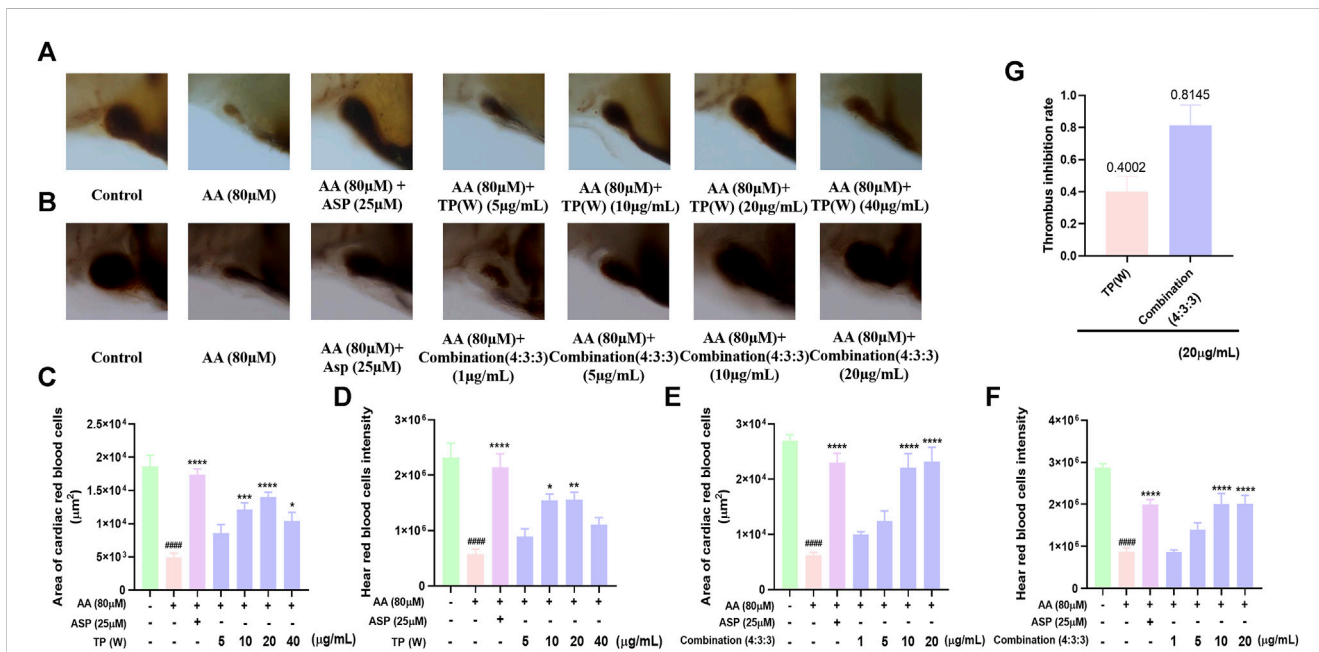 A
Control
AA (80μM)
AA (80μM) +
ASP (25μM)
AA (80μM)+
TP(W) (5μg/mL)
AA (80μM)+
TP(W) (10μg/mL)
AA (80μM)+
TP(W) (20μg/mL)
AA (80μM)+
TP(W) (40μg/mL)
B
Control
AA (80μM)
AA (80μM)+
Asp (25μM)
AA (80μM)+
Combination(4:3:3)
(1μg/mL)
AA (80μM)+
Combination(4:3:3)
(5μg/mL)
AA (80μM)+
Combination(4:3:3)
(10μg/mL)
AA (80μM)+
Combination(4:3:3)
(20μg/mL)
G
Thrombus inhibition rate
1.0
0.8
0.6
0.4
0.2
0.0
0.4002
0.8145
TP(W)
Combination
(4:3:3)
(20μg/mL)
C
Area of cardiac red blood cells
(μm²)
2×10⁴
1.5×10⁴
1×10⁴
5×10³
0
####
****
***
****
*
AA (80μM) - + + + + + +
ASP (25μM) +
TP (W) 5 10 20 40 (μg/mL)
D
Hear red blood cells intensity
3×10⁶
2×10⁶
1×10⁶
0
####
****
*
**
AA (80μM) - + + + + + +
ASP (25μM) +
TP (W) 5 10 20 40 (μg/mL)
E
Area of cardiac red blood cells
(μm²)
3×10⁴
2×10⁴
1×10⁴
0
####
****
****
****
AA (80μM) - + + + + + +
ASP (25μM) +
Combination (4:3:3) 1 5 10 20 (μg/mL)
F
Hear red blood cells intensity
4×10⁶
3×10⁶
2×10⁶
1×10⁶
0
####
****
****
****
AA (80μM) - + + + + + +
ASP (25μM) +
Combination (4:3:3) 1 5 10 20 (μg/mL)